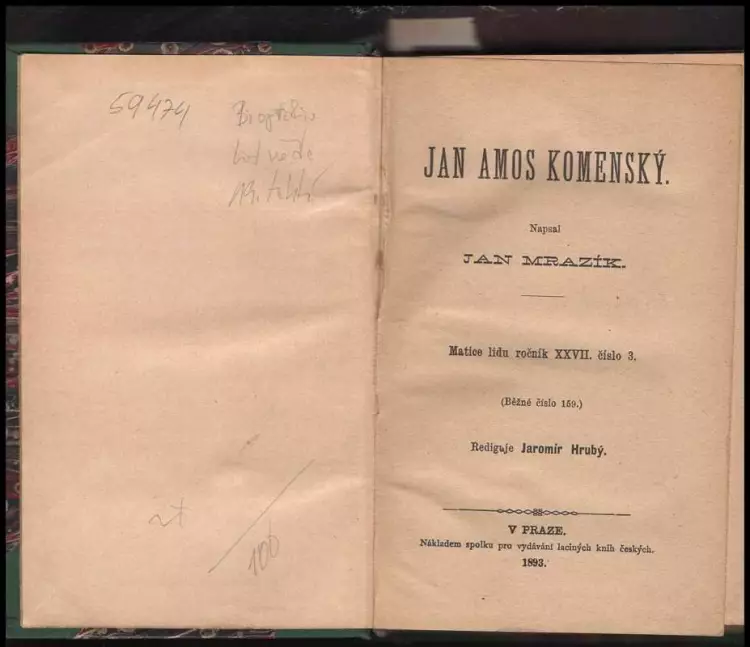 59474
JAN AMOS KOMENSKÝ.
Napsal
JAN MRAZÍK.
Matice lidu ročník XXVII. číslo 3.
(Běžné číslo 159.)
Rediguje Jaromír Hrubý.
V PRAZE.
Nákladem spolku pro vydávání laciných knih českých.
1893.
100